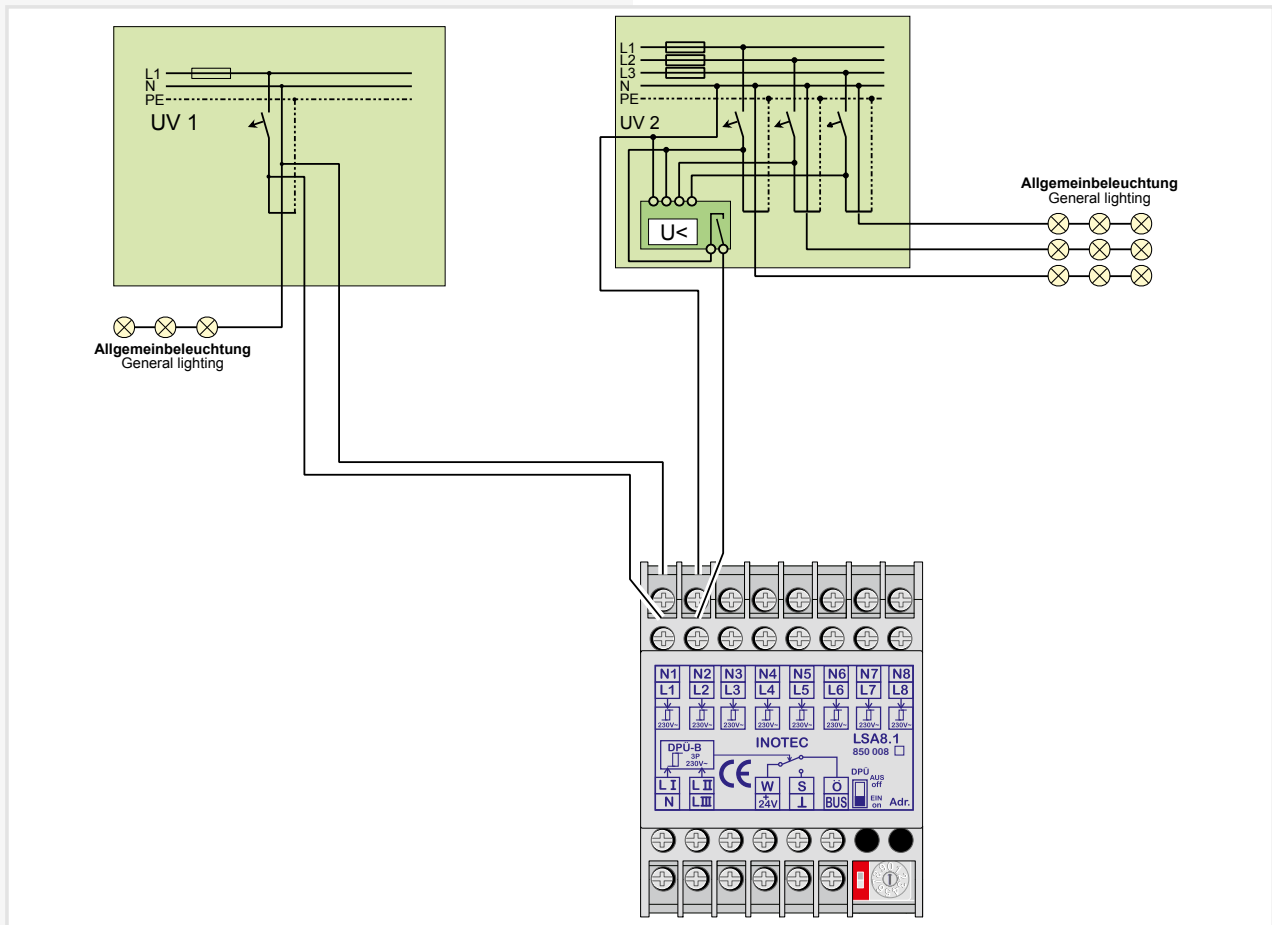 L1
N
PE
UV 1
Allgemeinbeleuchtung
General lighting
L1
L2
L3
N
PE
UV 2
U<
Allgemeinbeleuchtung
General lighting
N1 N2 N3 N4 N5 N6 N7 N8
L1 L2 L3 L4 L5 L6 L7 L8
230V~ 230V~ 230V~ 230V~ 230V~ 230V~ 230V~ 230V~
DPÜ-B
3P
230V~
INOTEC
LSA8.1
850 008
CE
L I L II W S Ö
N L III + 24V ⊥ BUS
DPÜ
AUS
off
EIN
on
Adr.